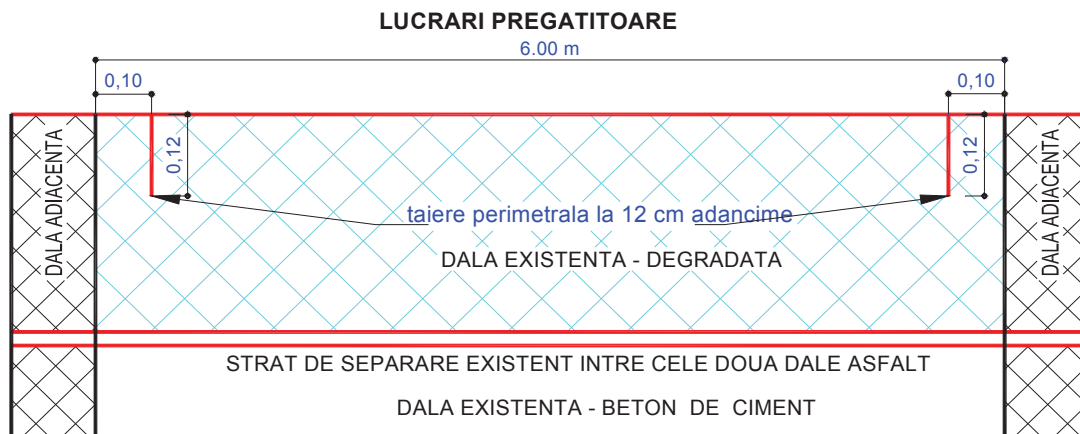 LUCRARI PREGATITOARE
6.00 m
0,10
0,10
DALA ADIACENTA
0,12
0,12
DALA ADIACENTA
taiere perimetrala la 12 cm adancime
DALA EXISTENTA - DEGRADATA
STRAT DE SEPARARE EXISTENT INTRE CELE DOUA DALE ASFALT
DALA EXISTENTA - BETON DE CIMENT